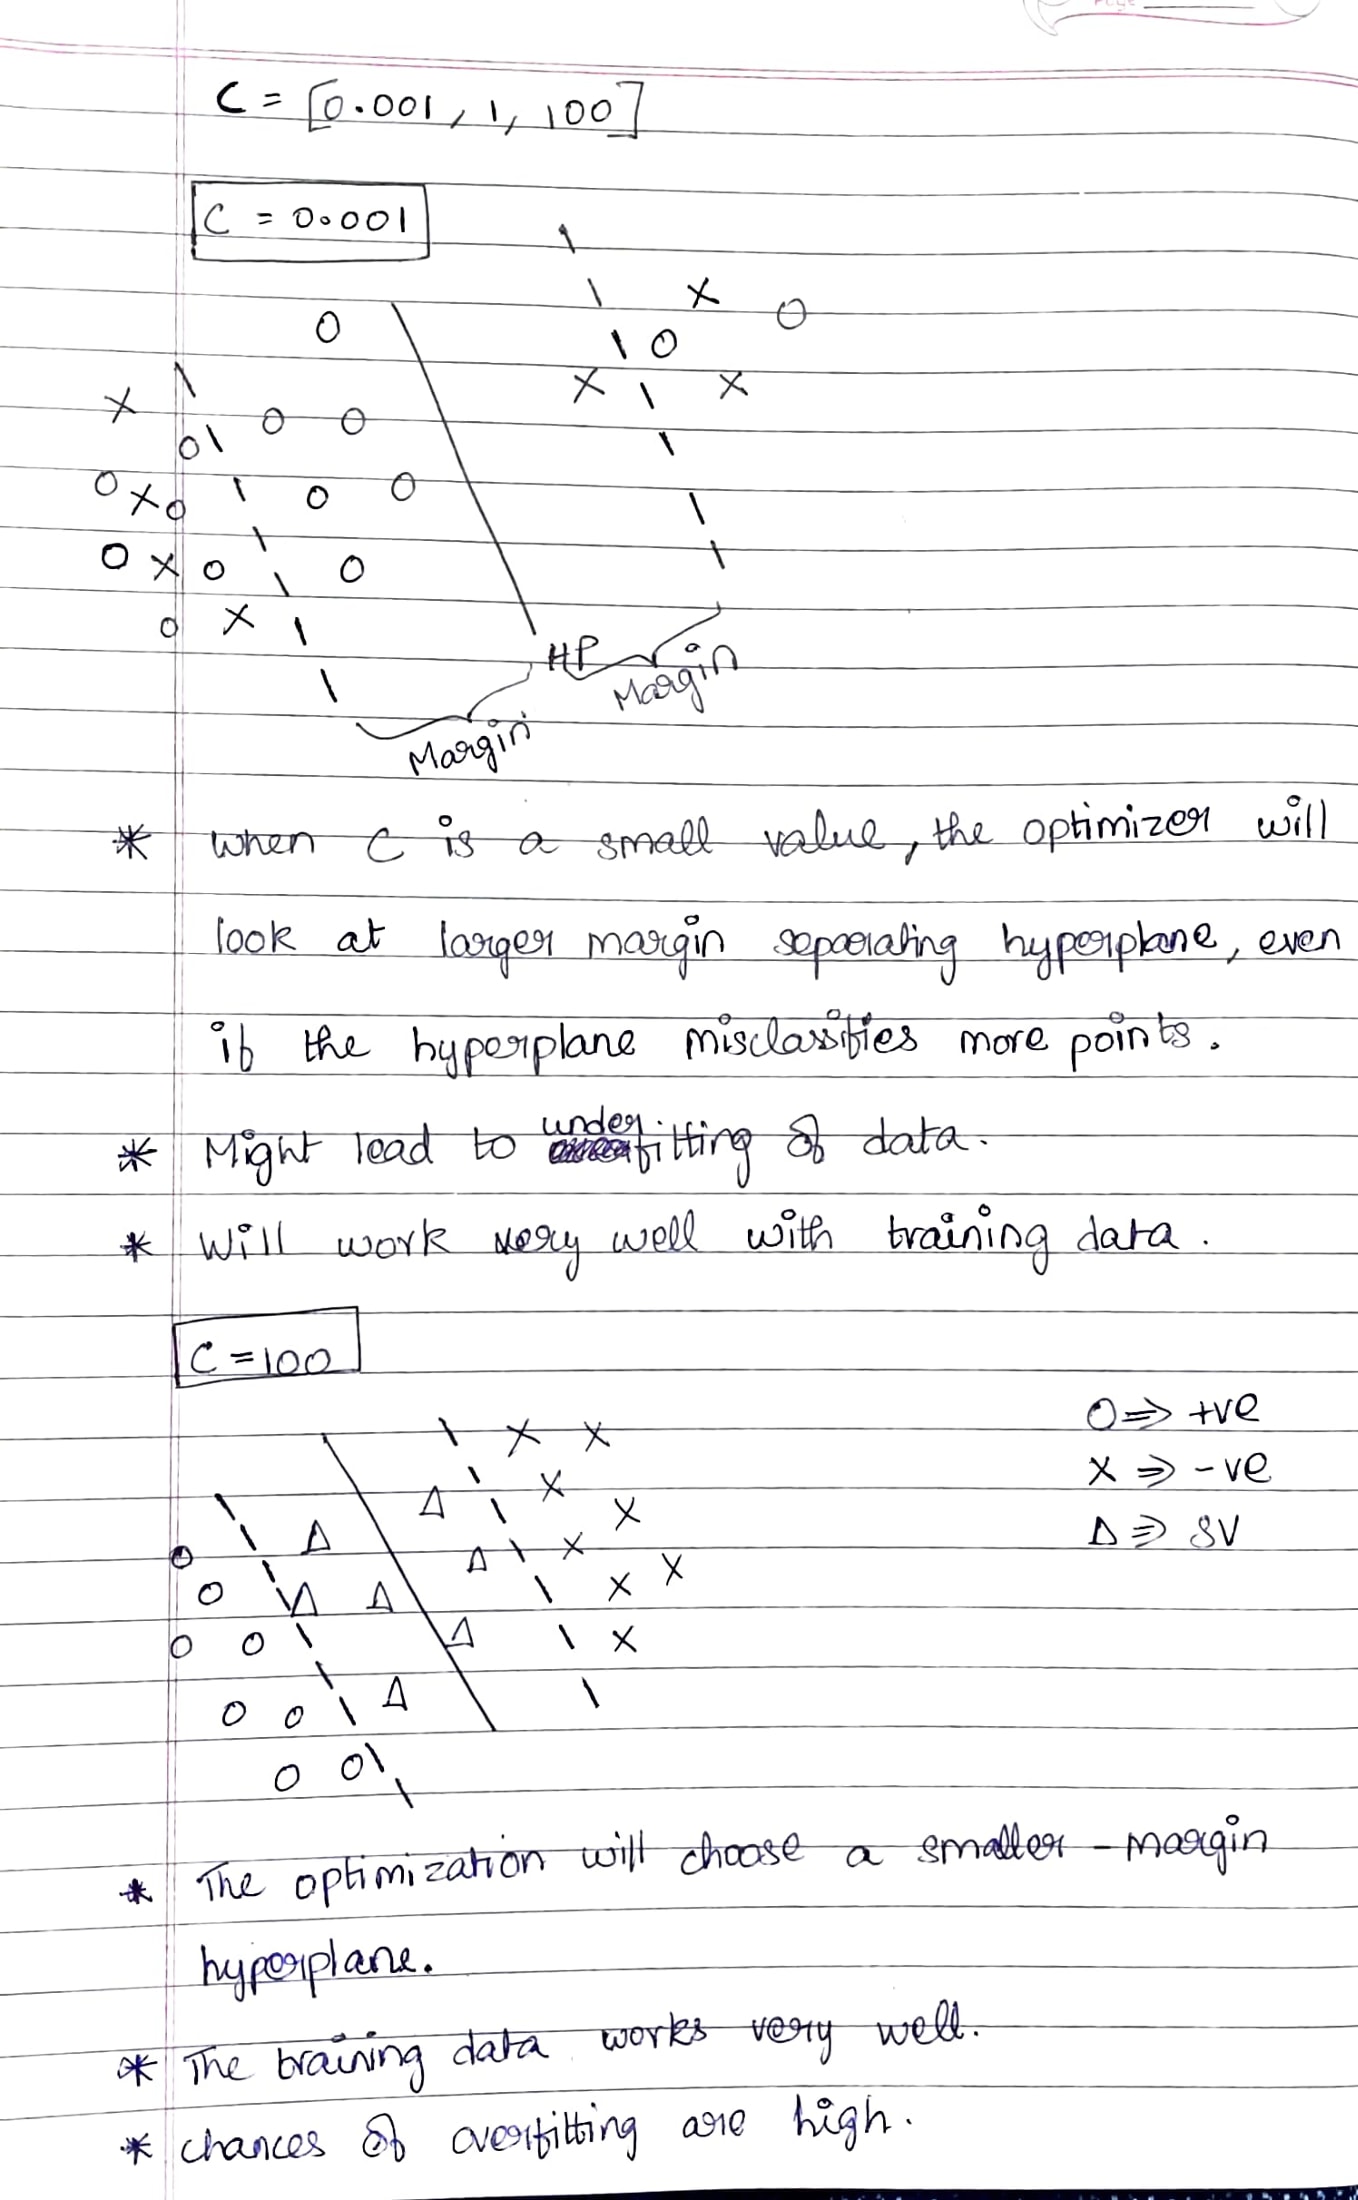 C = [0.001, 1, 100]
C = 0.001
HP
Margin
Margin
* when C is a small value, the optimizer will
look at larger margin separating hyperplane, even
if the hyperplane misclassifies more points.
* Might lead to underfitting of data.
* Will work very well with training data.
C = 100
O ⇒ +ve
X ⇒ -ve
Δ ⇒ SV
* The optimization will choose a smaller - margin
hyperplane.
* The training data works very well.
* chances of overfitting are high.